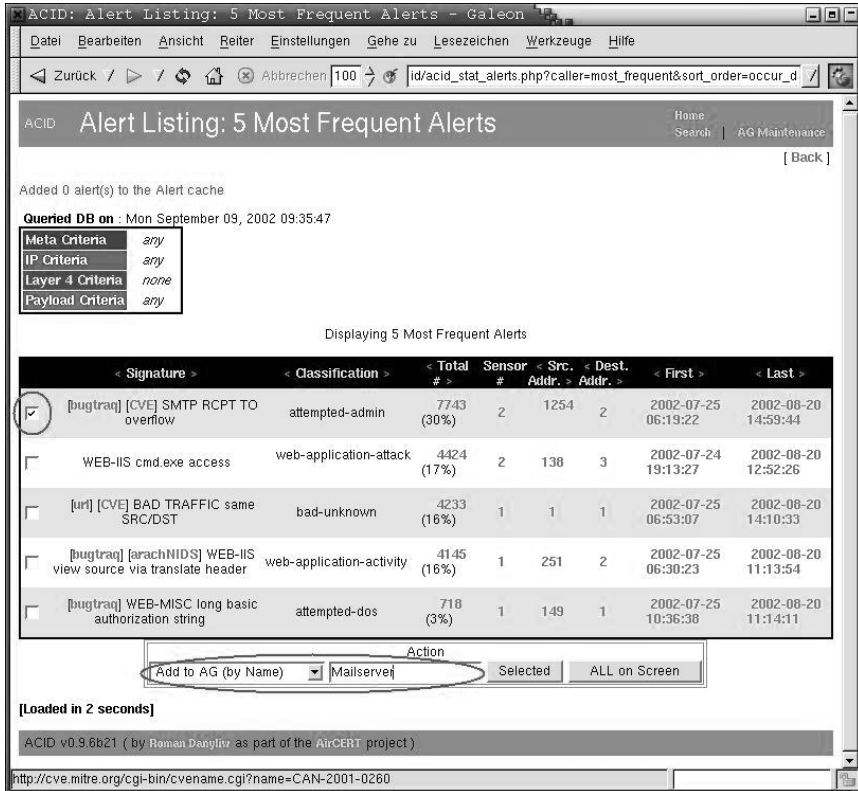 ACID: Alert Listing: 5 Most Frequent Alerts - Galeon
Datei Bearbeiten Ansicht Reiter Einstellungen Gehe zu Lesezeichen Werkzeuge Hilfe
Zurück Abbrechen 100 id/acid_stat_alerts.php?caller=most_frequent&sort_order=occur_d
ACID Alert Listing: 5 Most Frequent Alerts
Home
Search | AG Maintenance
[ Back ]
Added 0 alert(s) to the Alert cache
Queried DB on : Mon September 09, 2002 09:35:47
Meta Criteria any
IP Criteria any
Layer 4 Criteria none
Payload Criteria any
Displaying 5 Most Frequent Alerts
< Signature > < Classification > < Total # > Sensor # < Src. Addr. > < Dest. Addr. > < First > < Last >
[bugtraq] [CVE] SMTP RCPT TO overflow attempted-admin 7743 (30%) 2 1254 2 2002-07-25 06:19:22 2002-08-20 14:59:44
WEB-IIS cmd.exe access web-application-attack 4424 (17%) 2 138 3 2002-07-24 19:13:27 2002-08-20 12:52:26
[url] [CVE] BAD TRAFFIC same SRC/DST bad-unknown 4233 (16%) 1 1 1 2002-07-25 06:53:07 2002-08-20 14:10:33
[bugtraq] [arachNIDS] WEB-IIS view source via translate header web-application-activity 4145 (16%) 1 251 2 2002-07-25 06:30:23 2002-08-20 11:13:54
[bugtraq] WEB-MISC long basic authorization string attempted-dos 718 (3%) 1 149 1 2002-07-25 10:36:38 2002-08-20 11:14:11
Action
Add to AG (by Name) Mailserver Selected ALL on Screen
[Loaded in 2 seconds]
ACID v0.9.6b21 ( by Roman Danyliw as part of the AirCERT project )
http://cve.mitre.org/cgi-bin/cvename.cgi?name=CAN-2001-0260